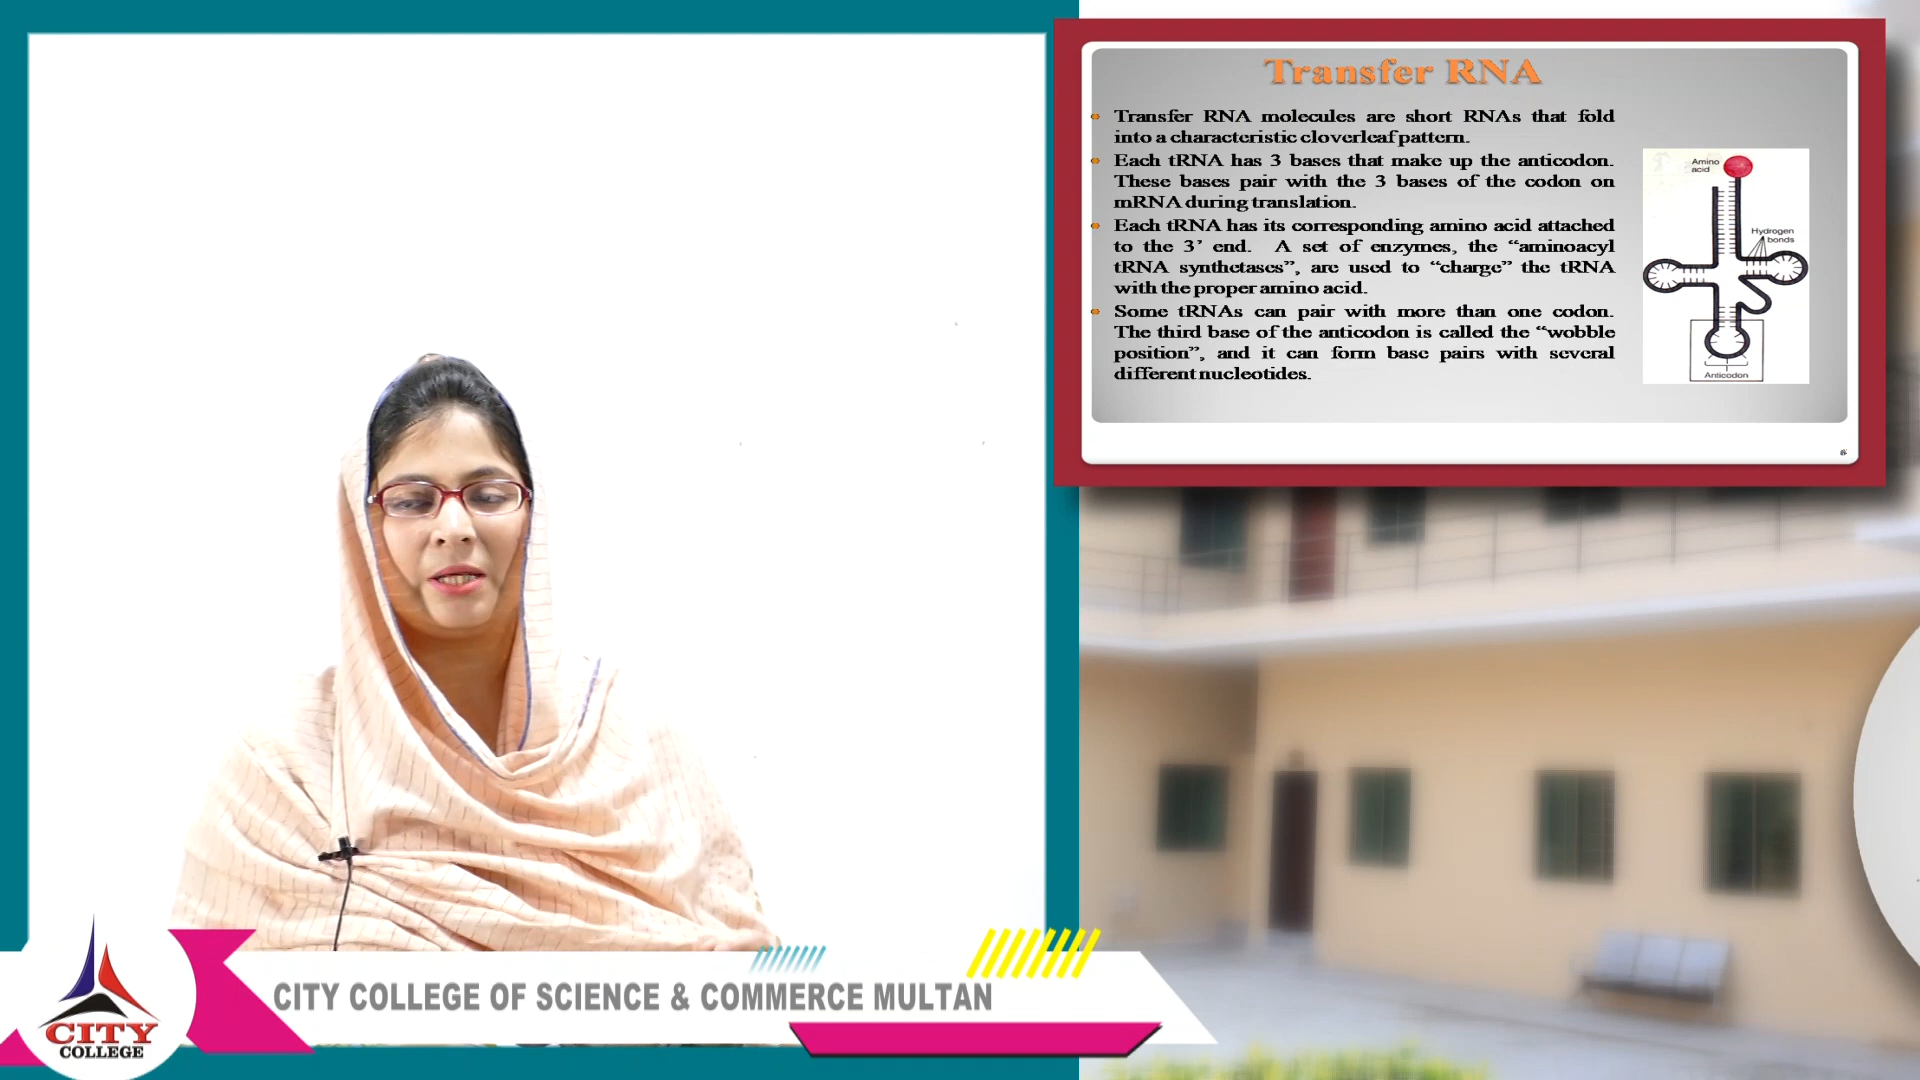 Transfer RNA
Transfer RNA molecules are short RNAs that fold
into a characteristic cloverleaf pattern.
Each tRNA has 3 bases that make up the anticodon.
These bases pair with the 3 bases of the codon on
mRNA during translation.
Each tRNA has its corresponding amino acid attached
to the 3’ end. A set of enzymes, the “aminoacyl
tRNA synthetases”, are used to “charge” the tRNA
with the proper amino acid.
Some tRNAs can pair with more than one codon.
The third base of the anticodon is called the “wobble
position”, and it can form base pairs with several
different nucleotides.
Amino
acid
Hydrogen
bonds
Anticodon
CITY COLLEGE OF SCIENCE & COMMERCE MULTAN
CITY
COLLEGE